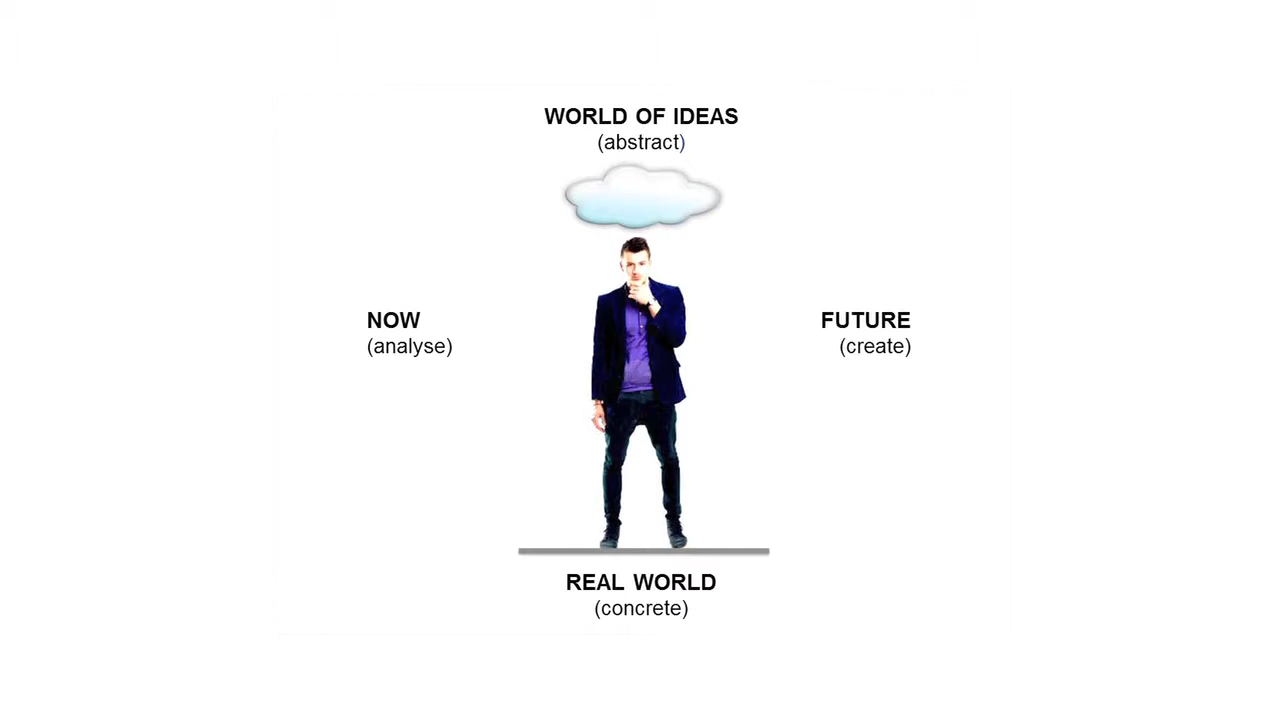 WORLD OF IDEAS
(abstract)
NOW
(analyse)
FUTURE
(create)
REAL WORLD
(concrete)